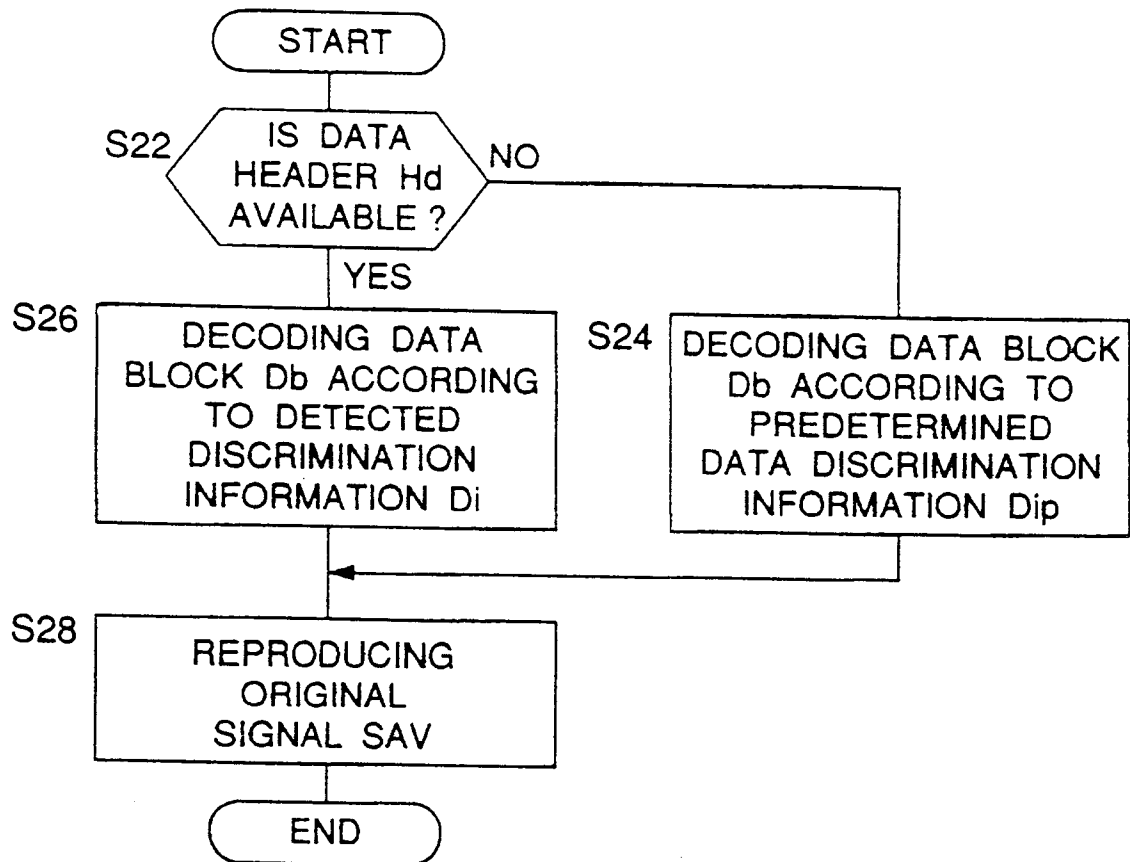 START
S22
IS DATA
HEADER Hd
AVAILABLE ?
NO
YES
S26
DECODING DATA
BLOCK Db ACCORDING
TO DETECTED
DISCRIMINATION
INFORMATION Di
S24
DECODING DATA BLOCK
Db ACCORDING TO
PREDETERMINED
DATA DISCRIMINATION
INFORMATION Dip
S28
REPRODUCING
ORIGINAL
SIGNAL SAV
END